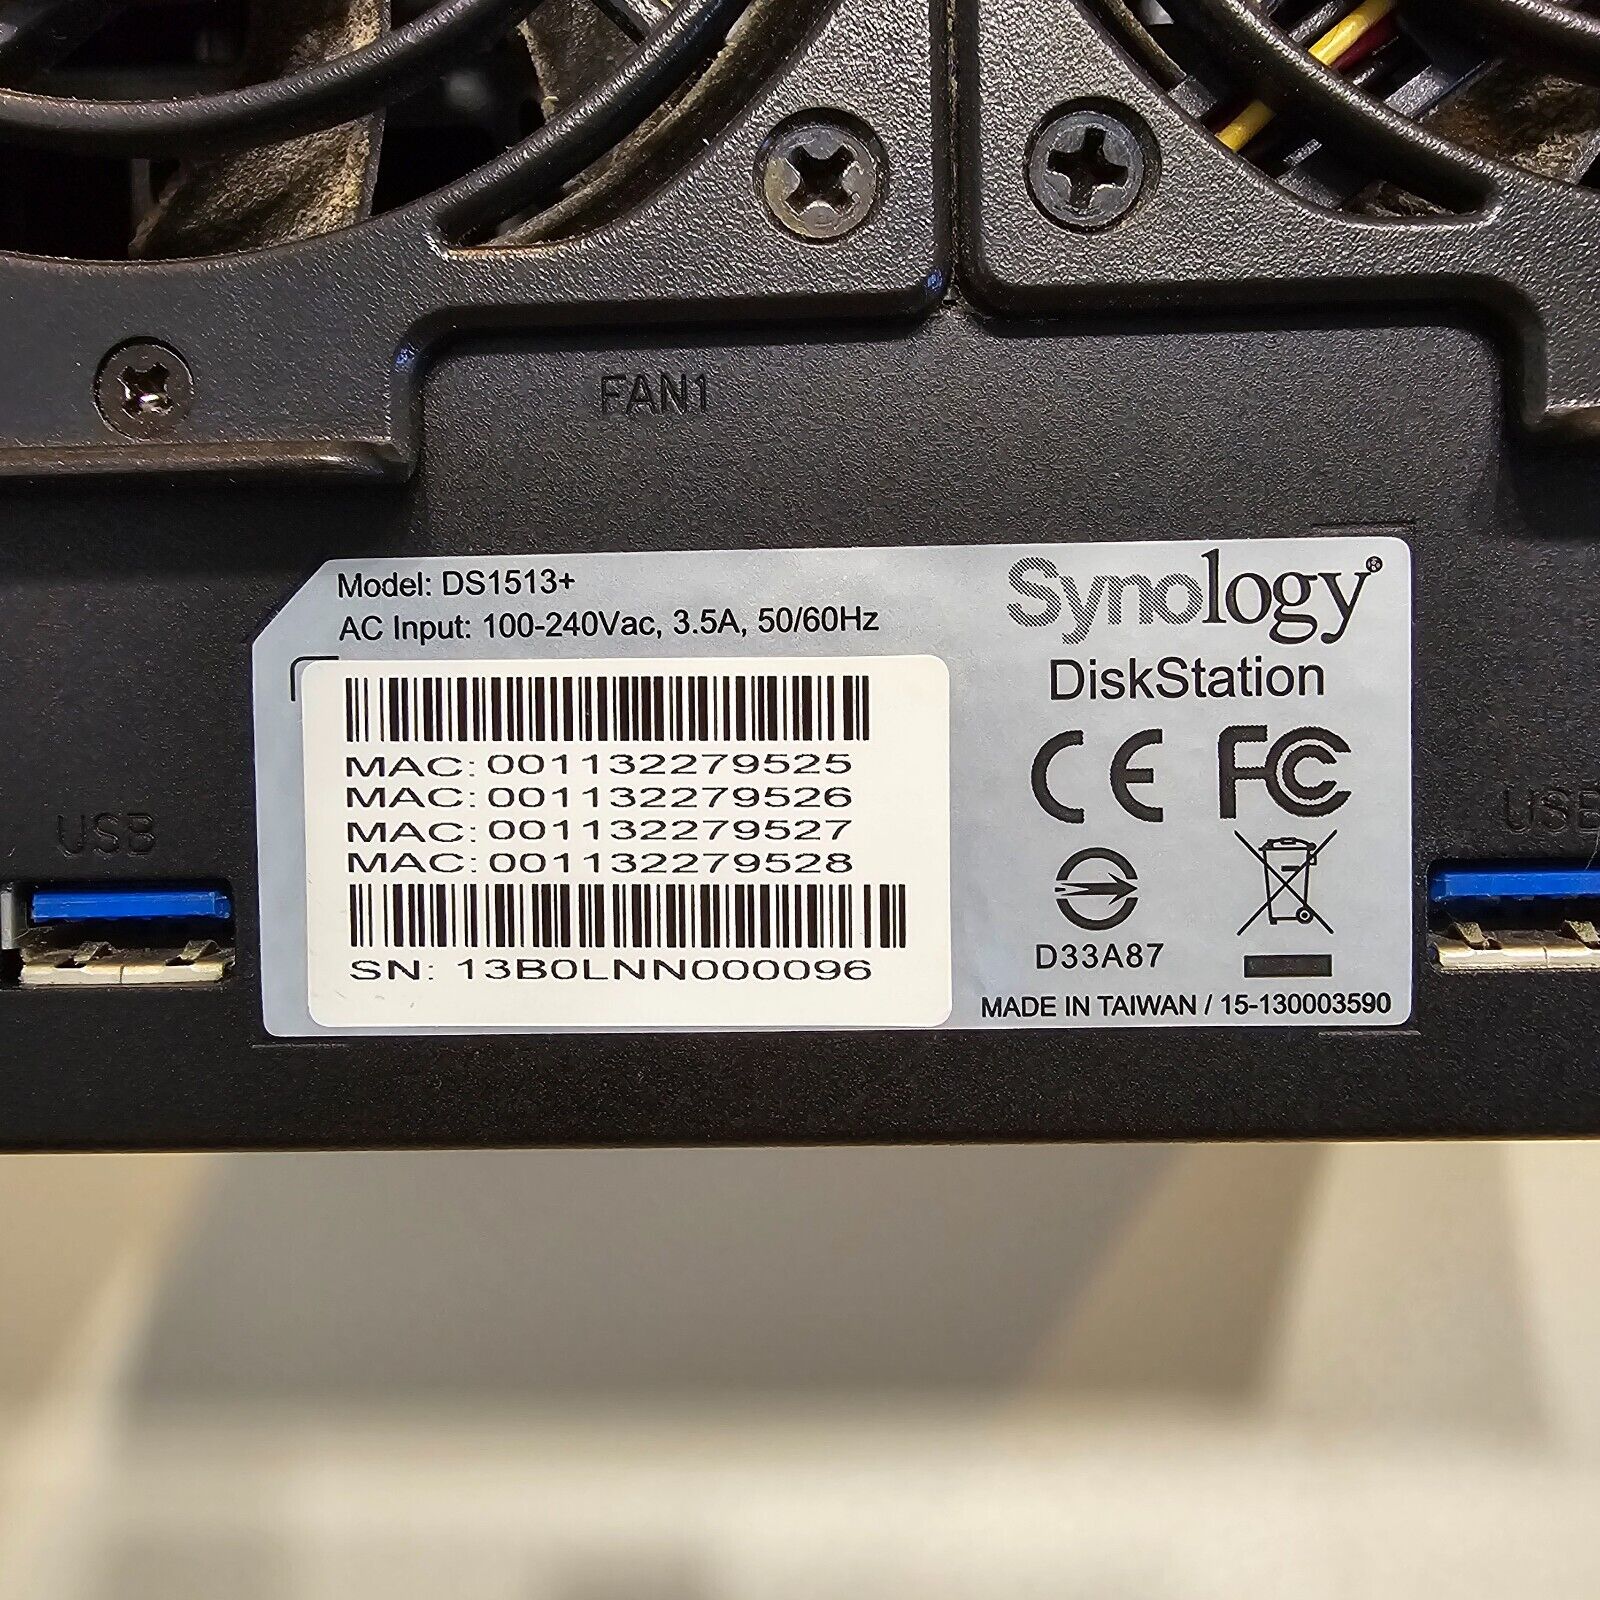 FAN1
Model: DS1513+
AC Input: 100-240Vac, 3.5A, 50/60Hz
Synology®
DiskStation
MAC: 001132279525
MAC: 001132279526
MAC: 001132279527
MAC: 001132279528
SN: 13B0LNN000096
CE FC
D33A87
MADE IN TAIWAN / 15-130003590
USB
USB